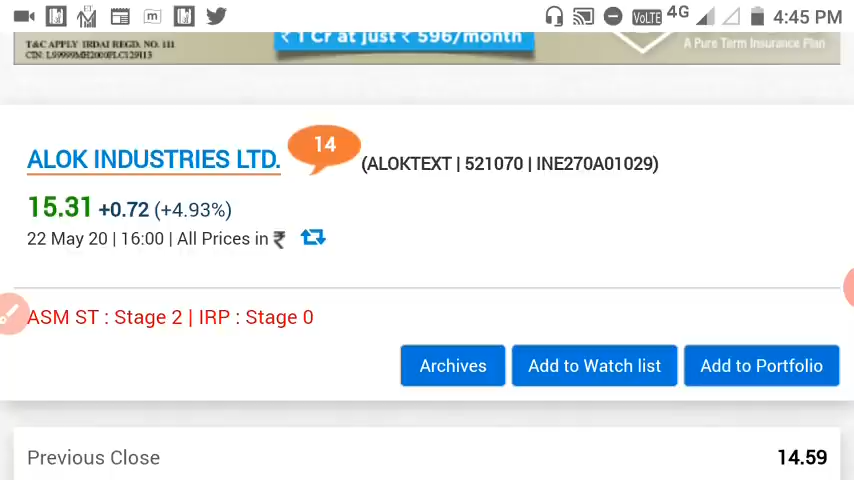 VoLTE 4G 4:45 PM
T&C APPLY IRDAI REGD. NO. 111
CIN: L99999MH2000PLC129113
₹ 1 Cr at just ₹ 596/month
A Pure Term Insurance Plan
ALOK INDUSTRIES LTD.
14
(ALOKTEXT | 521070 | INE270A01029)
15.31 +0.72 (+4.93%)
22 May 20 | 16:00 | All Prices in ₹
ASM ST : Stage 2 | IRP : Stage 0
Archives
Add to Watch list
Add to Portfolio
Previous Close 14.59